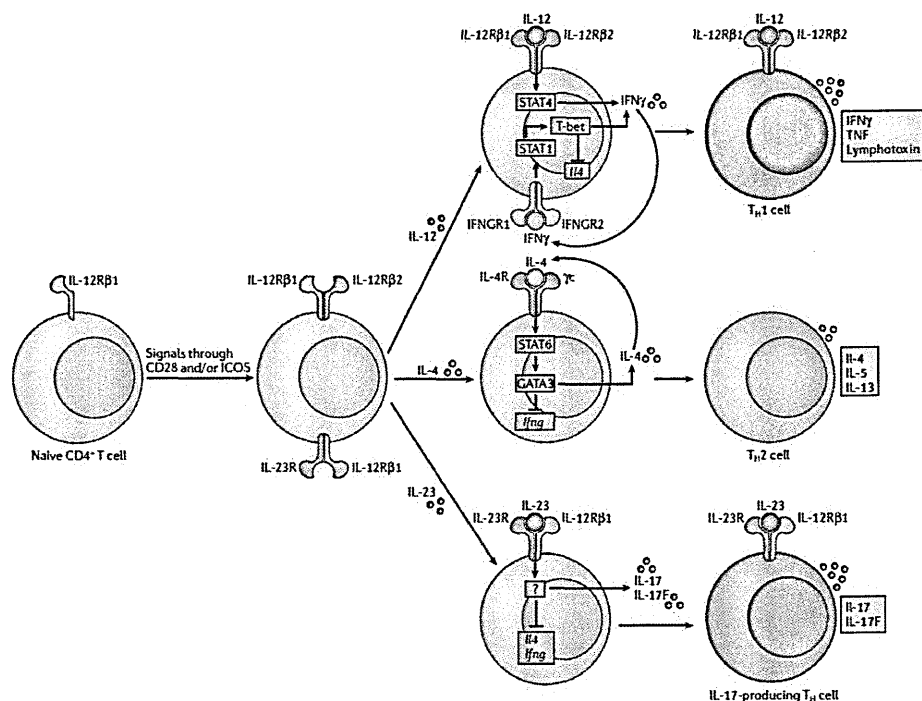 IL-12
IL-12Rβ1 IL-12Rβ2
STAT4
IFNγ
T-bet
STAT1
Il4
IFNGR1 IFNGR2
IFNγ
IL-12
IL-12Rβ1 IL-12Rβ2
IFNγ
TNF
Lymphotoxin
TH1 cell
IL-12
IL-12Rβ1
Naive CD4+ T cell
Signals through
CD28 and/or ICOS
IL-12Rβ1 IL-12Rβ2
IL-23R IL-12Rβ1
IL-4
IL-4
IL-4R γc
STAT6
GATA3
Ifng
IL-4
IL-4
IL-5
IL-13
TH2 cell
IL-23
IL-23
IL-23R IL-12Rβ1
?
Il4
Ifng
IL-17
IL-17F
IL-23
IL-23R IL-12Rβ1
IL-17
IL-17F
IL-17-producing TH cell